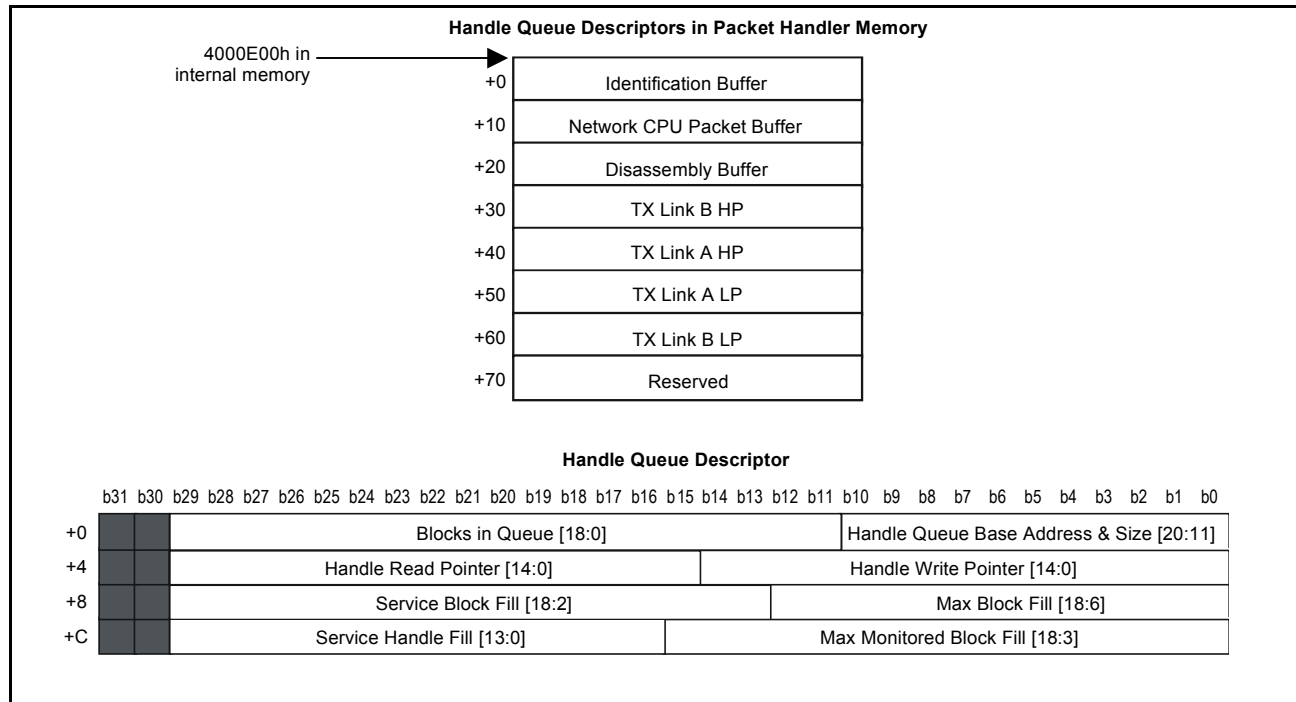 Handle Queue Descriptors in Packet Handler Memory
4000E00h in
internal memory
+0 Identification Buffer
+10 Network CPU Packet Buffer
+20 Disassembly Buffer
+30 TX Link B HP
+40 TX Link A HP
+50 TX Link A LP
+60 TX Link B LP
+70 Reserved
Handle Queue Descriptor
b31 b30 b29 b28 b27 b26 b25 b24 b23 b22 b21 b20 b19 b18 b17 b16 b15 b14 b13 b12 b11 b10 b9 b8 b7 b6 b5 b4 b3 b2 b1 b0
+0 Blocks in Queue [18:0] Handle Queue Base Address & Size [20:11]
+4 Handle Read Pointer [14:0] Handle Write Pointer [14:0]
+8 Service Block Fill [18:2] Max Block Fill [18:6]
+C Service Handle Fill [13:0] Max Monitored Block Fill [18:3]